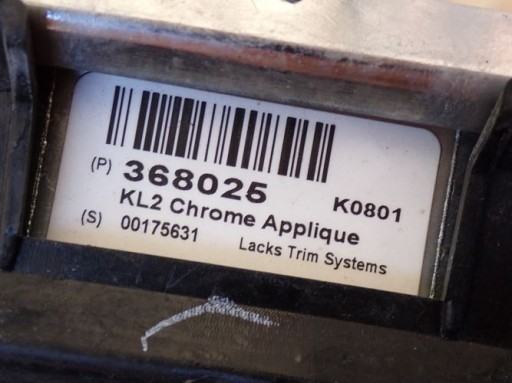 (P) 368025 K0801
KL2 Chrome Applique
(S) 00175631 Lacks Trim Systems